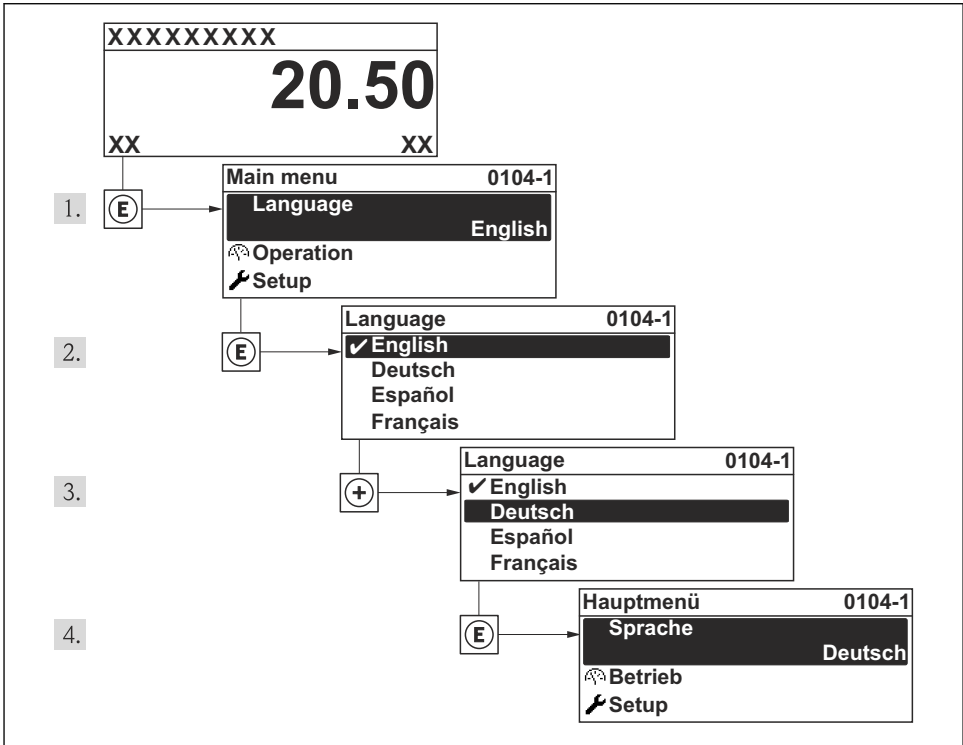 XXXXXXXXX
20.50
XX XX
1.
E
Main menu 0104-1
Language
English
Operation
Setup
2.
E
Language 0104-1
✔ English
Deutsch
Español
Français
3.
+
Language 0104-1
✔ English
Deutsch
Español
Français
4.
E
Hauptmenü 0104-1
Sprache
Deutsch
Betrieb
Setup